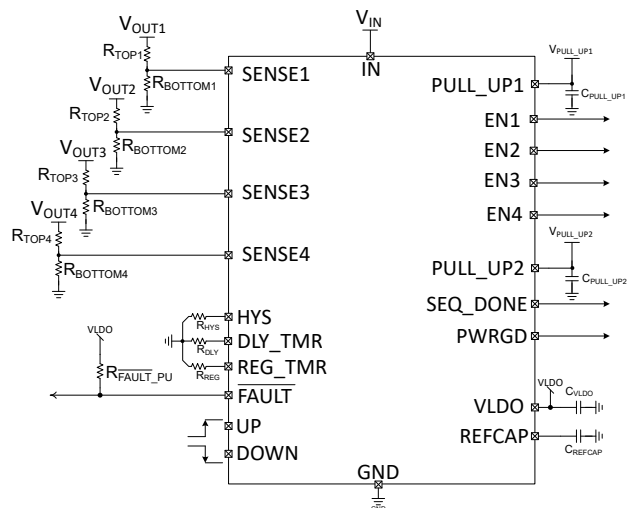 VOUT1
RTOP1
RBOTTOM1
SENSE1
VOUT2
RTOP2
RBOTTOM2
SENSE2
VOUT3
RTOP3
RBOTTOM3
SENSE3
VOUT4
RTOP4
RBOTTOM4
SENSE4
RHYS
HYS
RDLY
DLY_TMR
RREG
REG_TMR
VLDO
RFAULT_PU
FAULT
UP
DOWN
VIN
IN
GND
GND
PULL_UP1
VPULL_UP1
CPULL_UP1
EN1
EN2
EN3
EN4
VPULL_UP2
PULL_UP2
CPULL_UP2
SEQ_DONE
PWRGD
VLDO
VLDO
CVLDO
REFCAP
CREFCAP